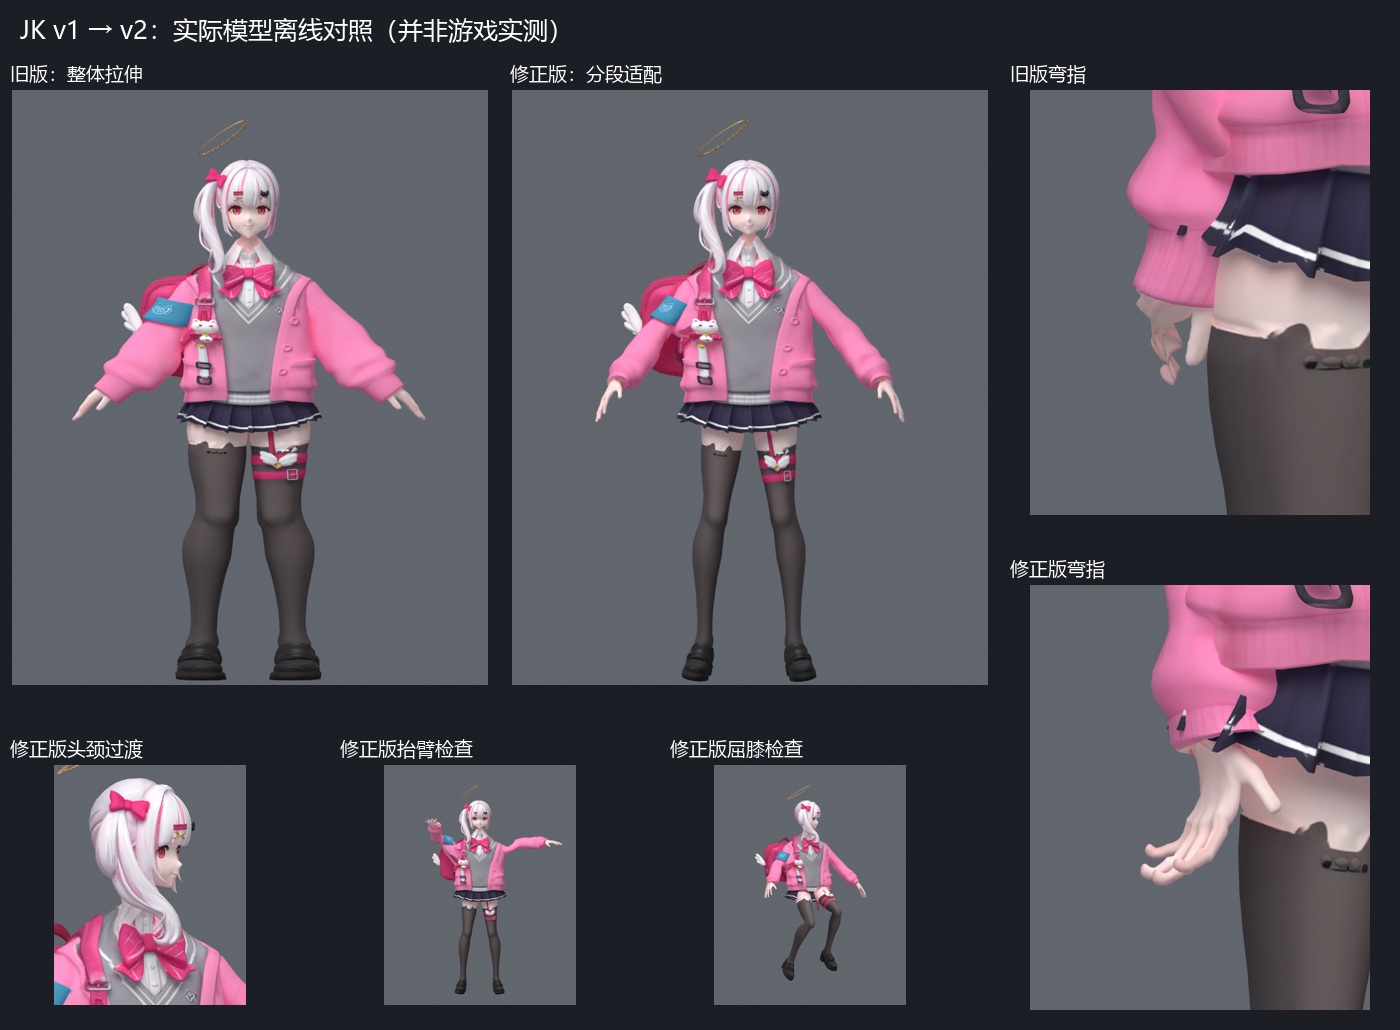 JK v1 → v2：实际模型离线对照（并非游戏实测）
旧版：整体拉伸
修正版：分段适配
旧版弯指
修正版弯指
修正版头颈过渡
修正版抬臂检查
修正版屈膝检查